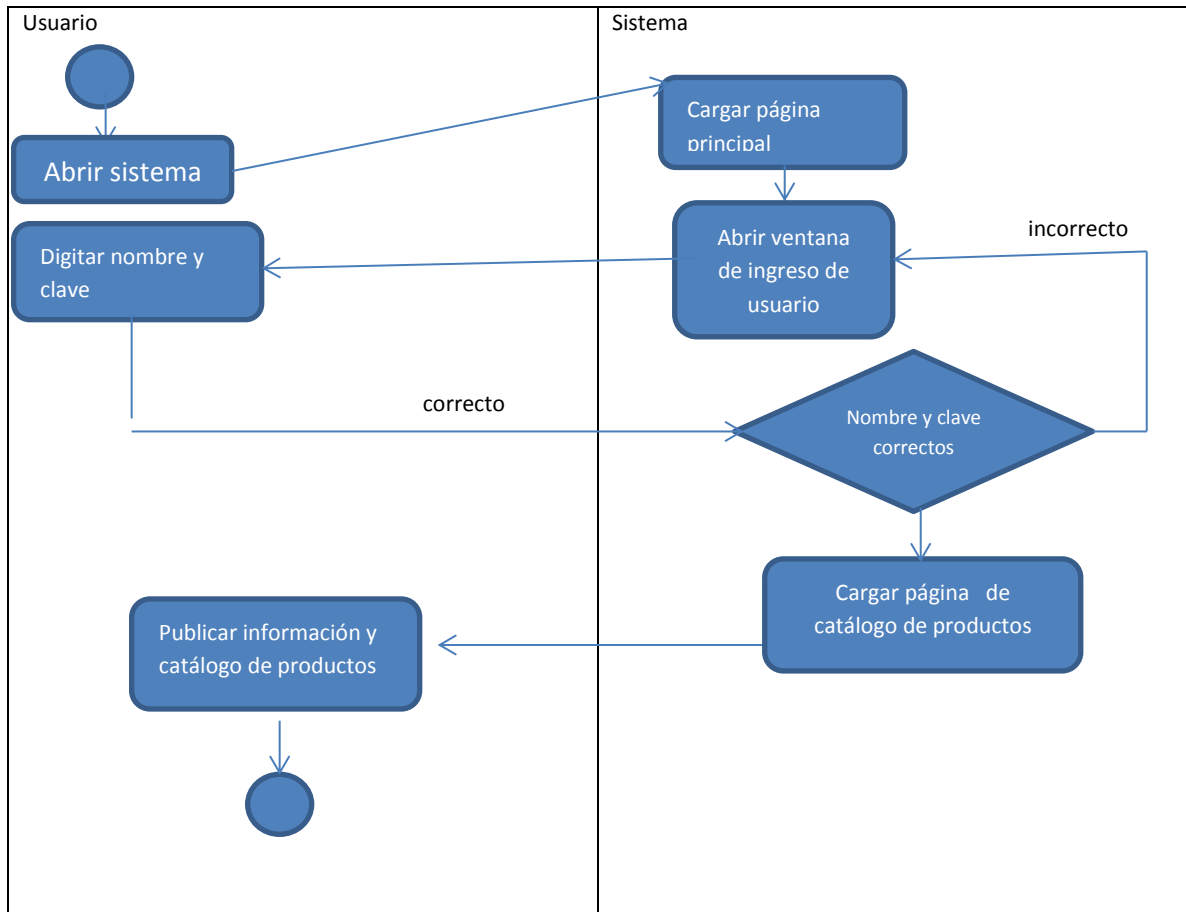 Usuario
Sistema
Cargar página
principal
Abrir sistema
Digitar nombre y
clave
Abrir ventana
de ingreso de
usuario
incorrecto
correcto
Nombre y clave
correctos
Cargar página de
catálogo de productos
Publicar información y
catálogo de productos